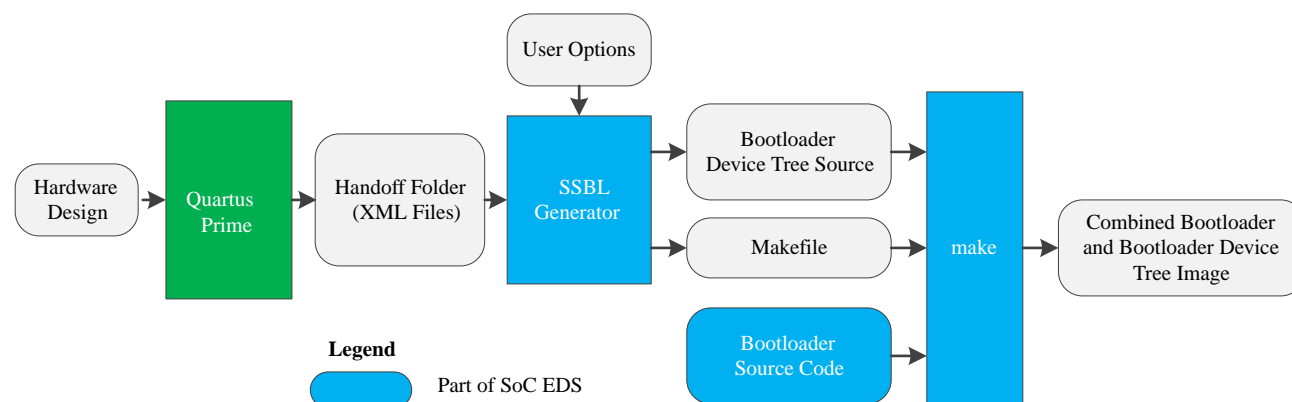 User Options
Hardware
Design
Quartus
Prime
Handoff Folder
(XML Files)
SSBL
Generator
Bootloader
Device Tree Source
Makefile
Bootloader
Source Code
make
Combined Bootloader
and Bootloader Device
Tree Image
Legend
Part of SoC EDS